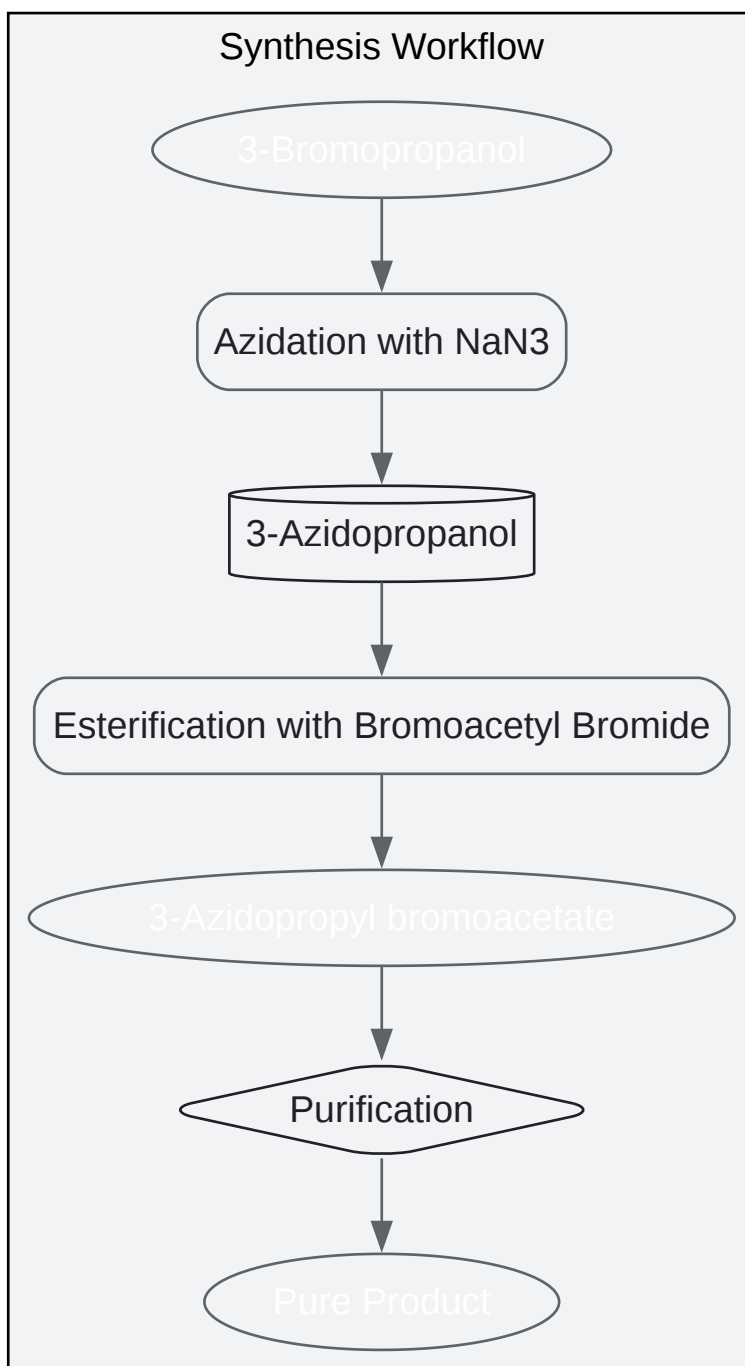 Synthesis Workflow
3-Bromopropanol
Azidation with NaN3
3-Azidopropanol
Esterification with Bromoacetyl Bromide
3-Azidopropyl bromoacetate
Purification
Pure Product